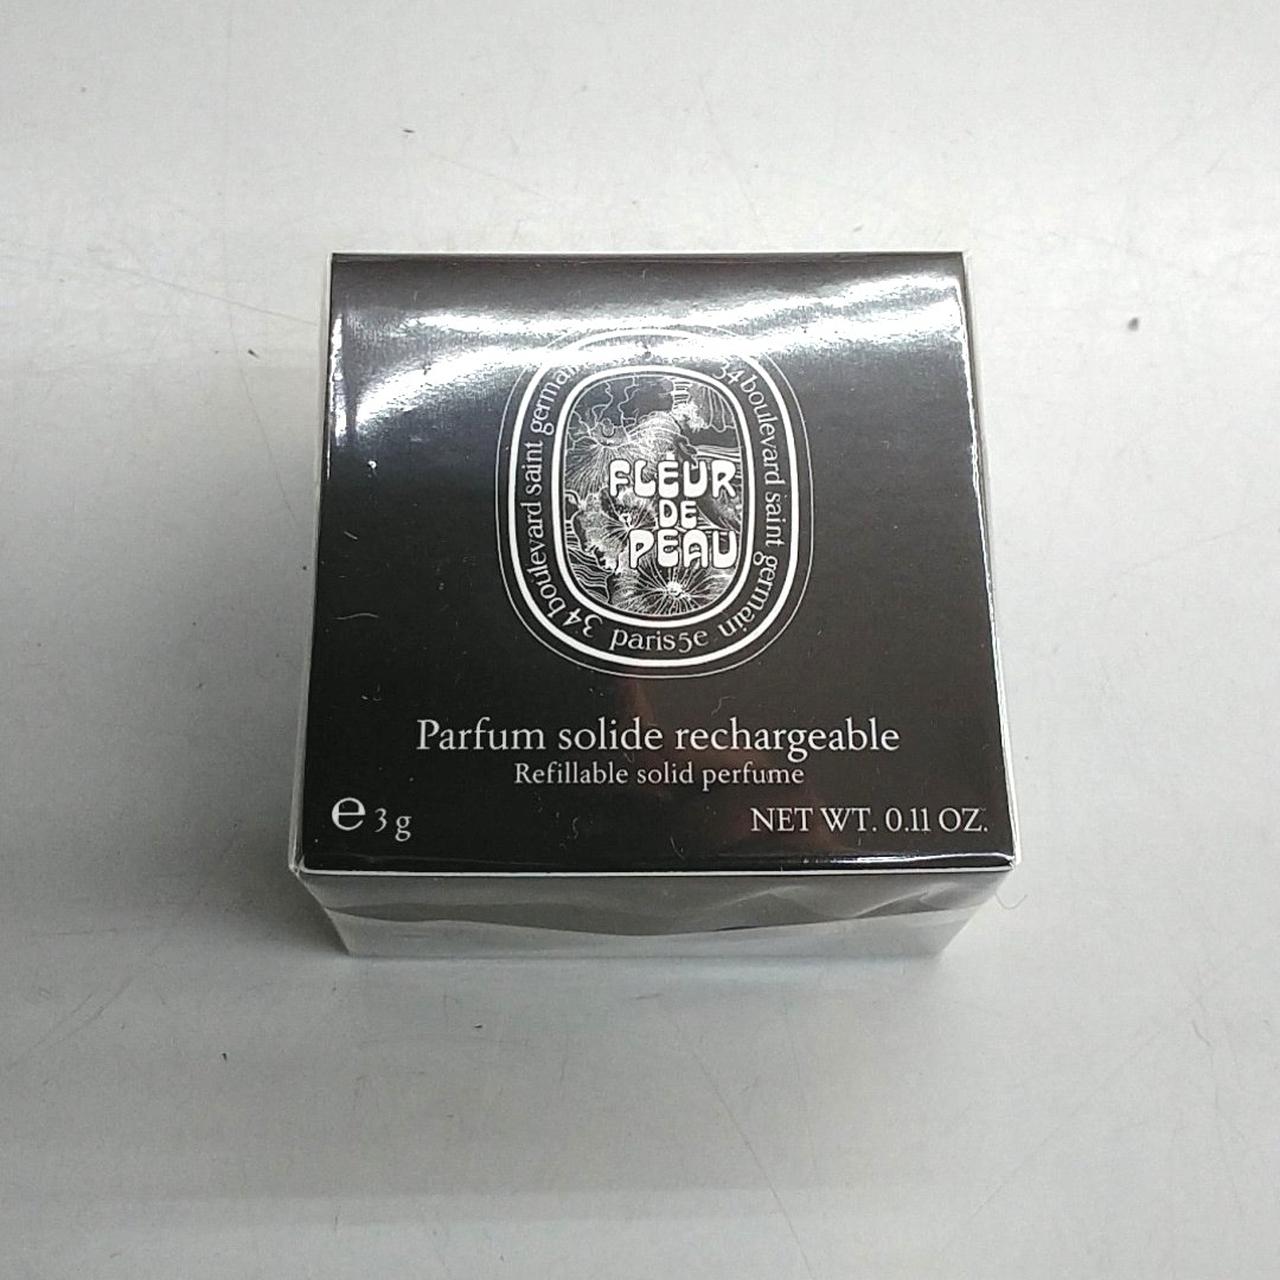 34 boulevard saint germain
paris5e
34 boulevard saint germain
FLEUR
DE
PEAU
Parfum solide rechargeable
Refillable solid perfume
e 3 g
NET WT. 0.11 OZ.